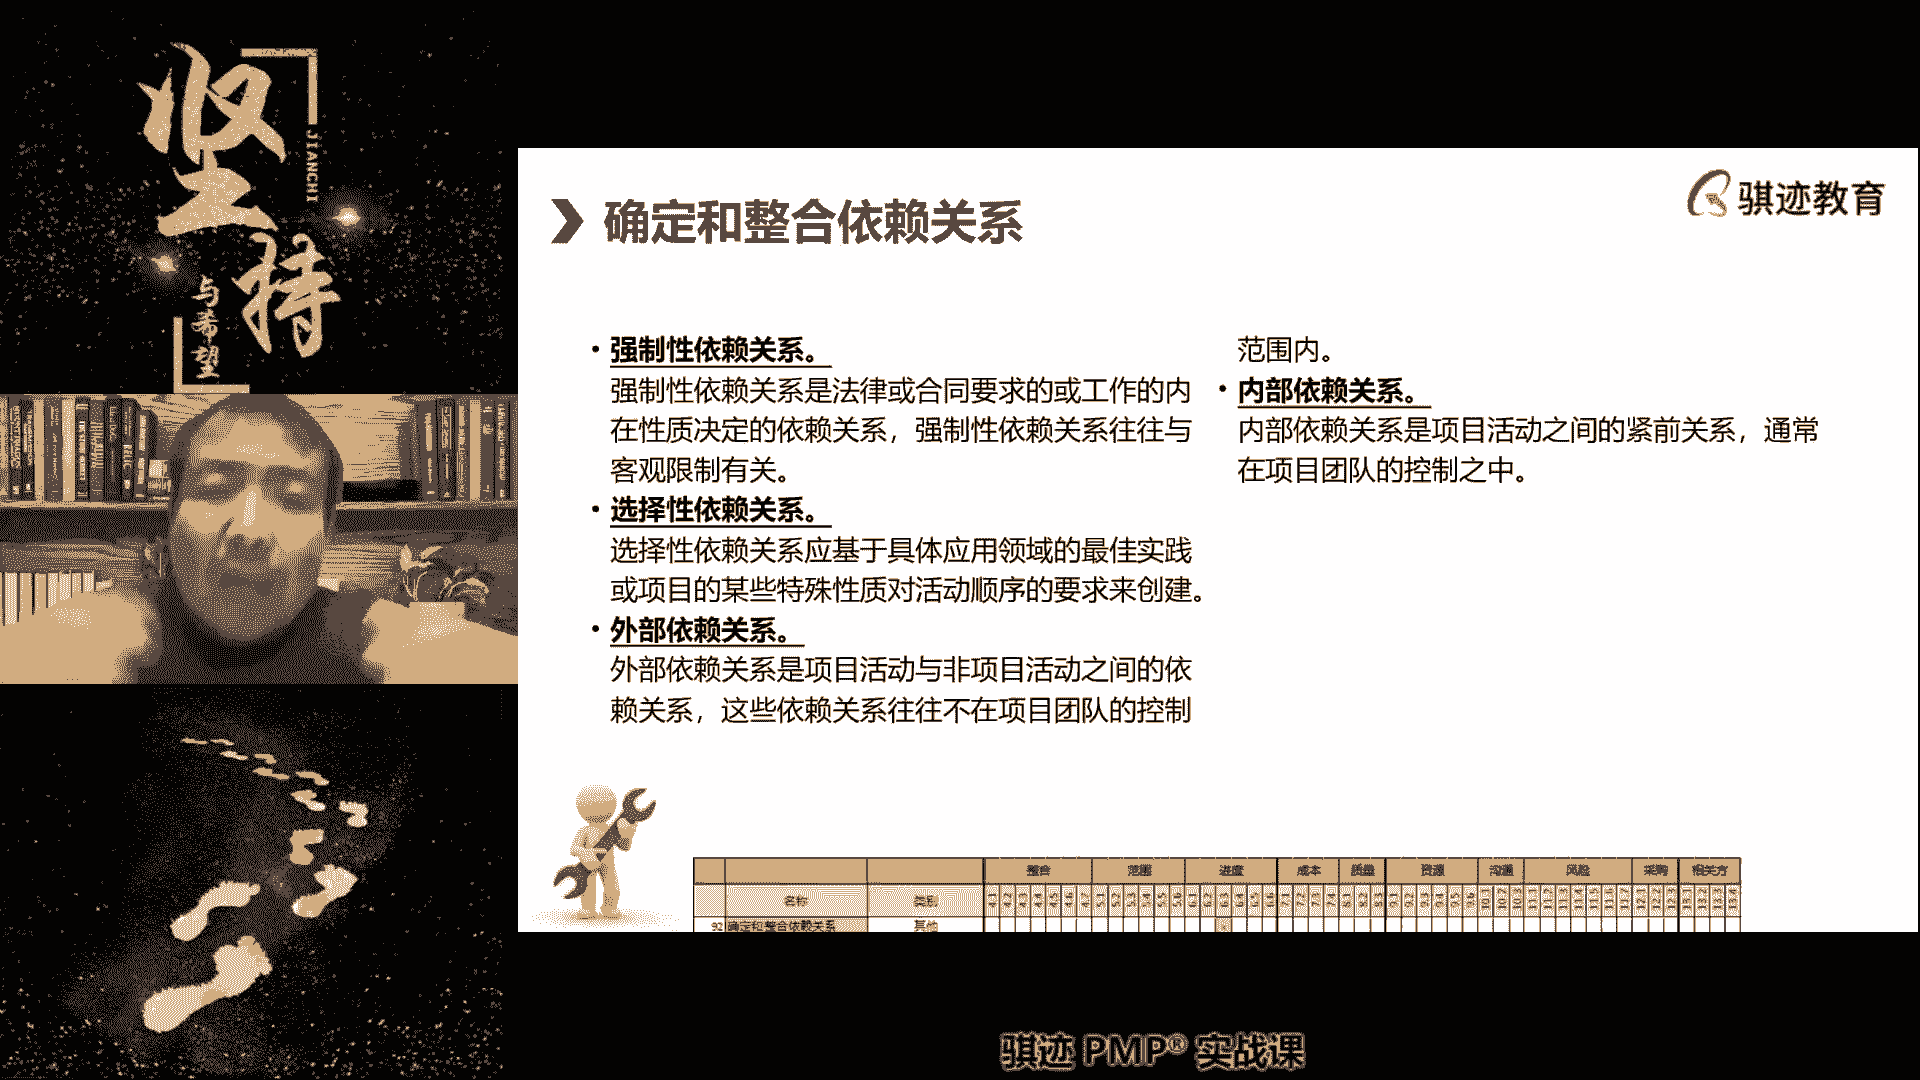 坚持
JIANCHI
与希望
骐迹教育
确定和整合依赖关系
• 强制性依赖关系。
强制性依赖关系是法律或合同要求的或工作的内
在性质决定的依赖关系，强制性依赖关系往往与
客观限制有关。
• 选择性依赖关系。
选择性依赖关系应基于具体应用领域的最佳实践
或项目的某些特殊性质对活动顺序的要求来创建。
• 外部依赖关系。
外部依赖关系是项目活动与非项目活动之间的依
赖关系，这些依赖关系往往不在项目团队的控制
范围内。
• 内部依赖关系。
内部依赖关系是项目活动之间的紧前关系，通常
在项目团队的控制之中。
整合 范围 进度 成本 质量 资源 沟通 风险 采购 相关方
名称 类别
92 确定和整合依赖关系 其他
骐迹 PMP® 实战课